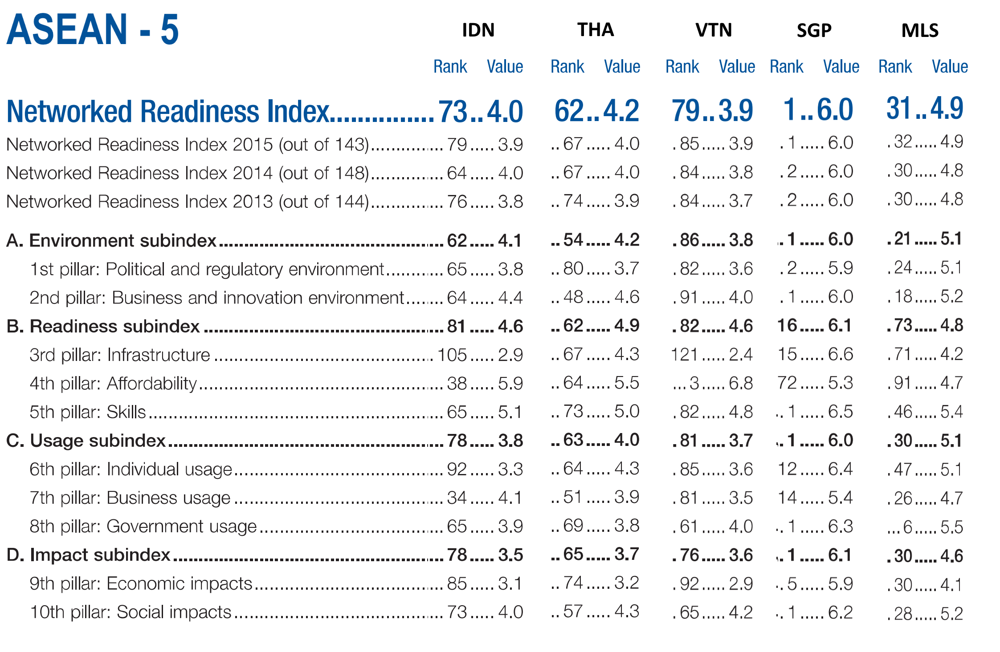 ASEAN - 5 IDN THA VTN SGP MLS
Rank Value Rank Value Rank Value Rank Value Rank Value
Networked Readiness Index............... 73..4.0 62..4.2 79..3.9 1..6.0 31..4.9
Networked Readiness Index 2015 (out of 143)............... 79.....3.9 ..67.....4.0 .85.....3.9 .1.....6.0 .32.....4.9
Networked Readiness Index 2014 (out of 148)............... 64.....4.0 ..67.....4.0 .84.....3.8 .2.....6.0 .30.....4.8
Networked Readiness Index 2013 (out of 144)............... 76.....3.8 ..74.....3.9 .84.....3.7 .2.....6.0 .30.....4.8
A. Environment subindex............... 62.....4.1 ..54.....4.2 .86.....3.8 ..1.....6.0 .21.....5.1
1st pillar: Political and regulatory environment............ 65.....3.8 ..80.....3.7 .82.....3.6 .2.....5.9 .24.....5.1
2nd pillar: Business and innovation environment........ 64.....4.4 ..48.....4.6 .91.....4.0 .1.....6.0 .18.....5.2
B. Readiness subindex............... 81.....4.6 ..62.....4.9 .82.....4.6 16.....6.1 .73.....4.8
3rd pillar: Infrastructure............... 105.....2.9 ..67.....4.3 121.....2.4 15.....6.6 .71.....4.2
4th pillar: Affordability............... 38.....5.9 ..64.....5.5 ...3.....6.8 72.....5.3 .91.....4.7
5th pillar: Skills............... 65.....5.1 ..73.....5.0 .82.....4.8 ..1.....6.5 .46.....5.4
C. Usage subindex............... 78.....3.8 ..63.....4.0 .81.....3.7 ..1.....6.0 .30.....5.1
6th pillar: Individual usage............... 92.....3.3 ..64.....4.3 .85.....3.6 12.....6.4 .47.....5.1
7th pillar: Business usage............... 34.....4.1 ..51.....3.9 .81.....3.5 14.....5.4 .26.....4.7
8th pillar: Government usage............... 65.....3.9 ..69.....3.8 .61.....4.0 ..1.....6.3 ...6.....5.5
D. Impact subindex............... 78.....3.5 ..65.....3.7 .76.....3.6 ..1.....6.1 .30.....4.6
9th pillar: Economic impacts............... 85.....3.1 ..74.....3.2 .92.....2.9 ..5.....5.9 .30.....4.1
10th pillar: Social impacts............... 73.....4.0 ..57.....4.3 .65.....4.2 ..1.....6.2 .28.....5.2